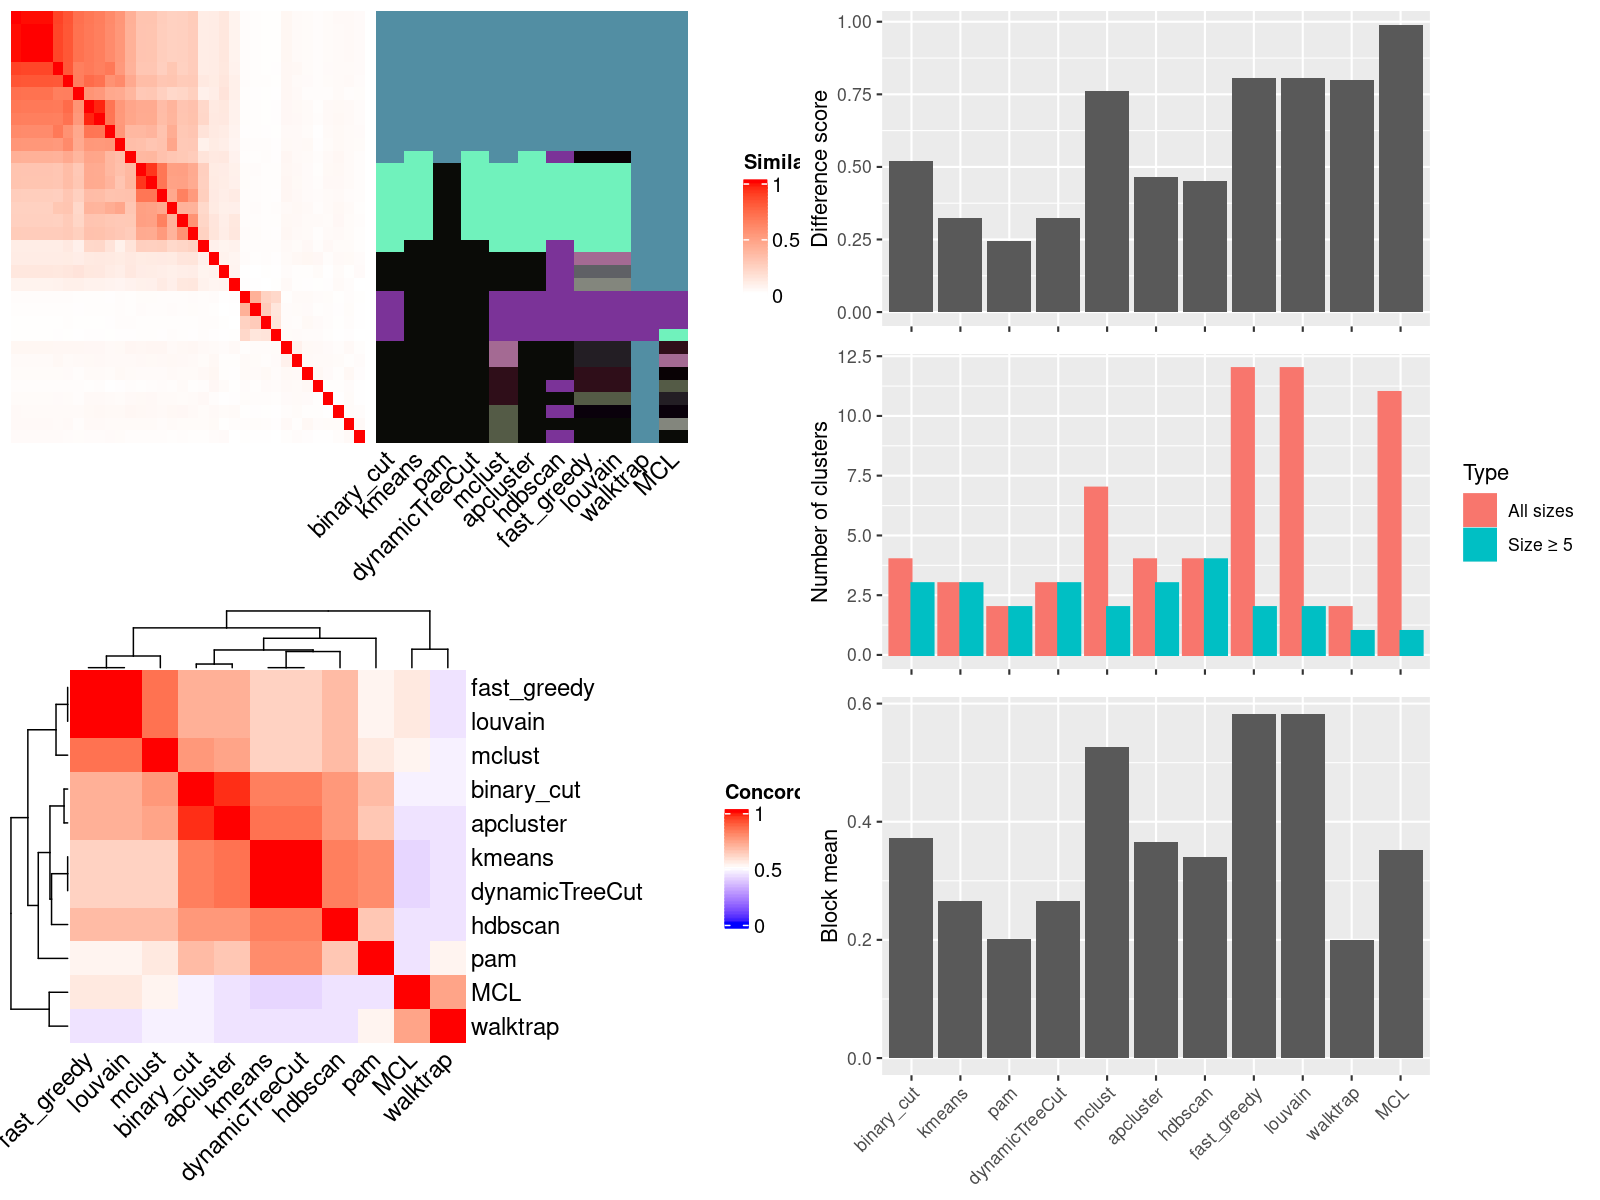 Simila
1
0.5
0
binary_cut
kmeans
pam
dynamicTreeCut
mclust
apcluster
hdbscan
fast_greedy
louvain
walktrap
MCL
Difference score
1.00
0.75
0.50
0.25
0.00
Number of clusters
12.5
10.0
7.5
5.0
2.5
0.0
Type
All sizes
Size ≥ 5
fast_greedy
louvain
mclust
binary_cut
apcluster
kmeans
dynamicTreeCut
hdbscan
pam
MCL
walktrap
Concord
1
0.5
0
fast_greedy
louvain
mclust
binary_cut
apcluster
kmeans
dynamicTreeCut
hdbscan
pam
MCL
walktrap
Block mean
0.6
0.4
0.2
0.0
binary_cut
kmeans
pam
dynamicTreeCut
mclust
apcluster
hdbscan
fast_greedy
louvain
walktrap
MCL